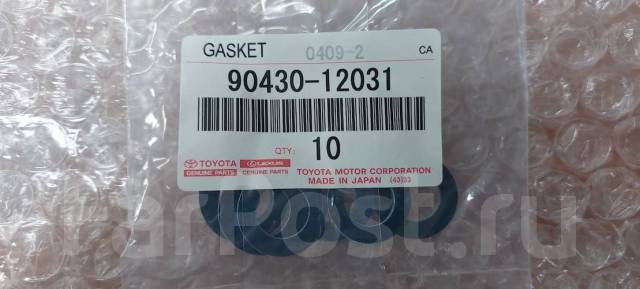 GASKET 0409-2 CA
90430-12031
QTY: 10
TOYOTA LEXUS TOYOTA MOTOR CORPORATION
GENUINE PARTS GENUINE PARTS MADE IN JAPAN (43)33
FarPost.ru